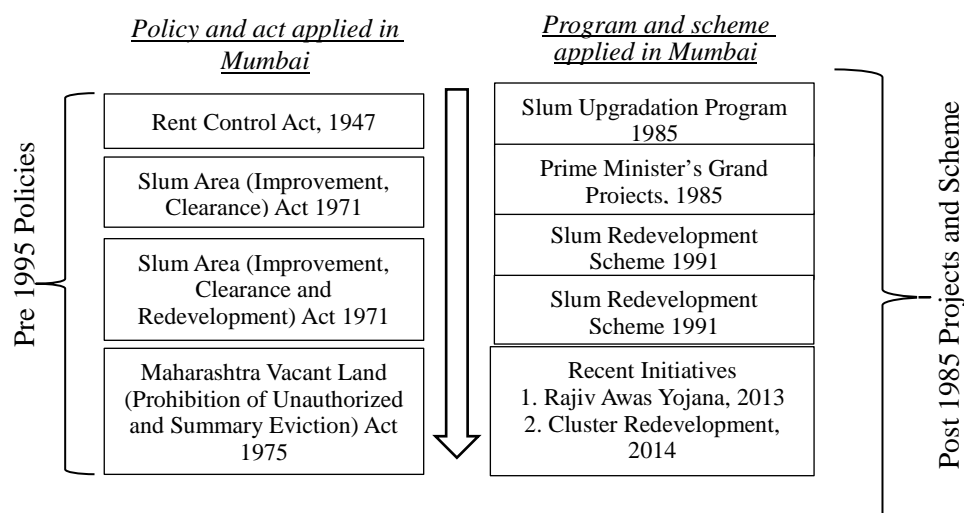 Policy and act applied in
Mumbai
Pre 1995 Policies
Rent Control Act, 1947
Slum Area (Improvement,
Clearance) Act 1971
Slum Area (Improvement,
Clearance and
Redevelopment) Act 1971
Maharashtra Vacant Land
(Prohibition of Unauthorized
and Summary Eviction) Act
1975
Program and scheme
applied in Mumbai
Slum Upgradation Program
1985
Prime Minister’s Grand
Projects, 1985
Slum Redevelopment
Scheme 1991
Slum Redevelopment
Scheme 1991
Recent Initiatives
1. Rajiv Awas Yojana, 2013
2. Cluster Redevelopment,
2014
Post 1985 Projects and Scheme